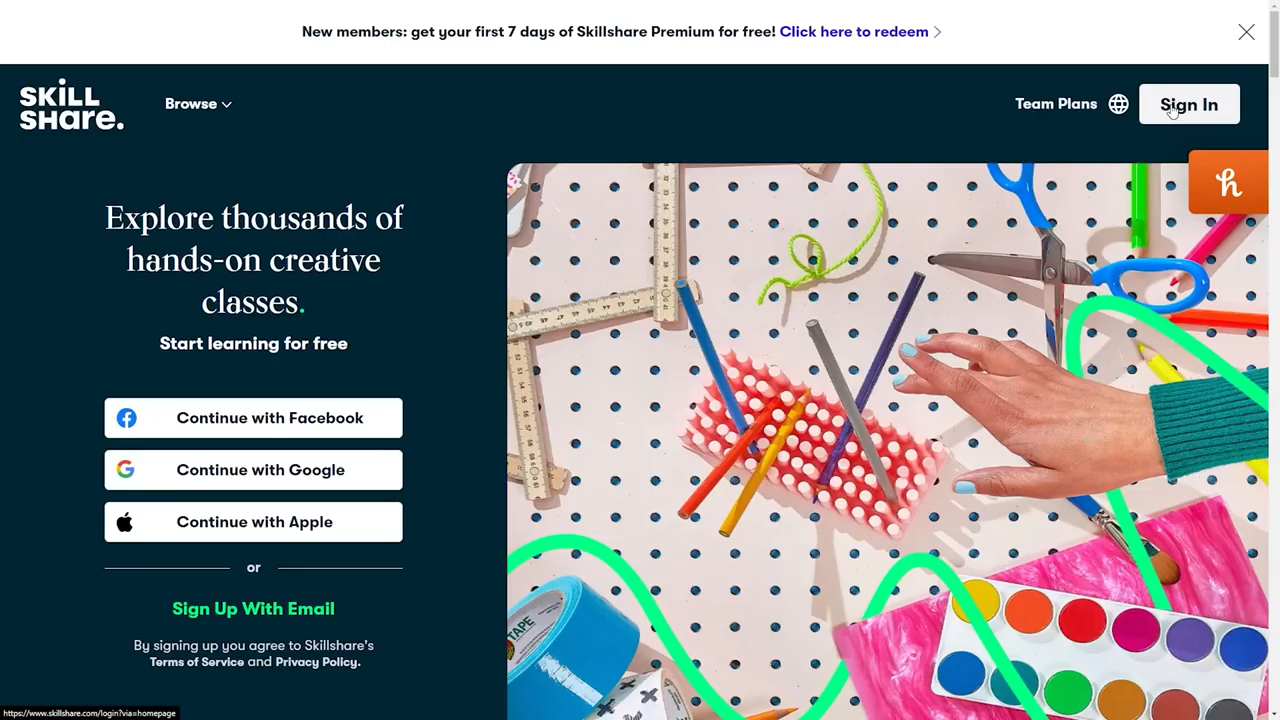 New members: get your first 7 days of Skillshare Premium for free! Click here to redeem
SKILL
SHare.
Browse
Team Plans
Sign In
h
Explore thousands of
hands-on creative
classes.
Start learning for free
Continue with Facebook
Continue with Google
Continue with Apple
or
Sign Up With Email
By signing up you agree to Skillshare's
Terms of Service and Privacy Policy.
TAPE
https://www.skillshare.com/login?via=homepage